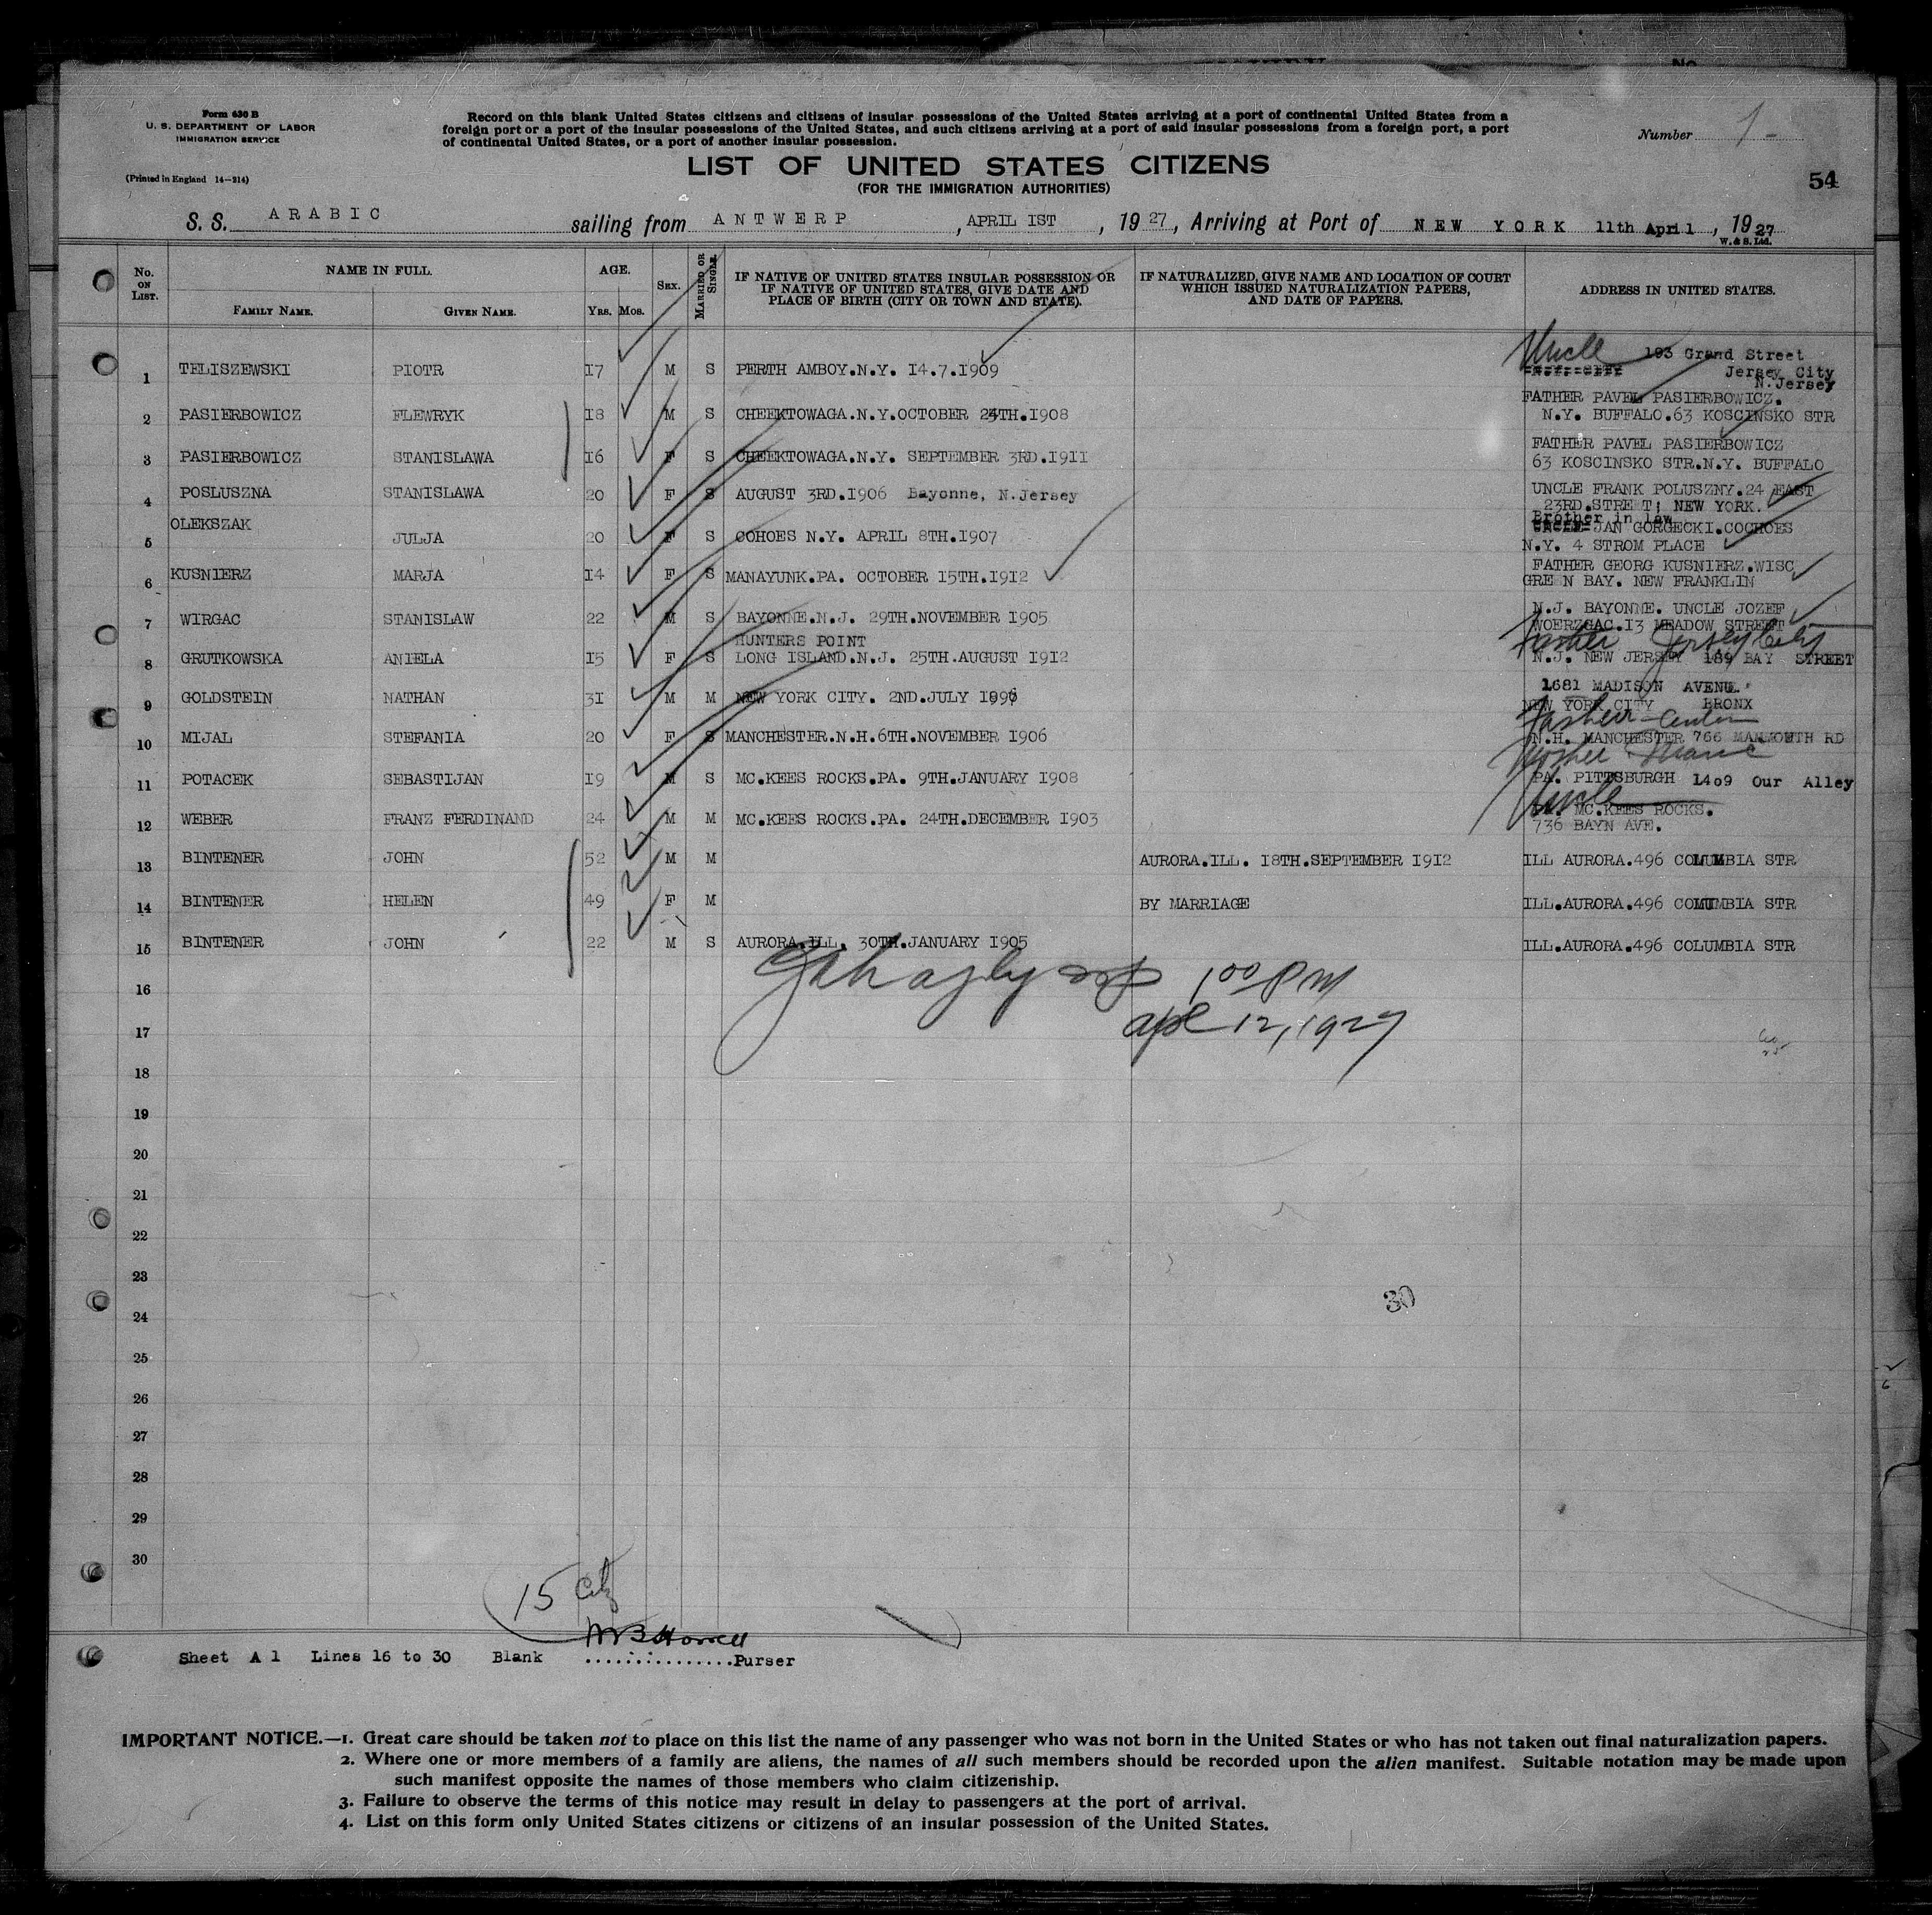 Form 630 B
U. S. DEPARTMENT OF LABOR
IMMIGRATION SERVICE
(Printed in England 14—214)
Record on this blank United States citizens and citizens of insular possessions of the United States arriving at a port of continental United States from a
foreign port or a port of the insular possessions of the United States, and such citizens arriving at a port of said insular possessions from a foreign port, a port
of continental United States, or a port of another insular possession.
Number 1-
LIST OF UNITED STATES CITIZENS
(FOR THE IMMIGRATION AUTHORITIES)
54
S. S. ARABIC sailing from ANTWERP, APRIL 1ST, 1927, Arriving at Port of NEW YORK 11th April, 1927
W. & S. Ltd.
No. ON LIST. NAME IN FULL. FAMILY NAME. GIVEN NAME. AGE. YRS. MOS. SEX. MARRIED OR SINGLE.
IF NATIVE OF UNITED STATES INSULAR POSSESSION OR
IF NATIVE OF UNITED STATES, GIVE DATE AND
PLACE OF BIRTH (CITY OR TOWN AND STATE).
IF NATURALIZED, GIVE NAME AND LOCATION OF COURT
WHICH ISSUED NATURALIZATION PAPERS,
AND DATE OF PAPERS.
ADDRESS IN UNITED STATES.
1 TELISZEWSKI PIOTR 17 M S PERTH AMBOY.N.Y. 14.7.1909 Uncle 193 Grand Street
Jersey City
N.Jersey
2 PASIERBOWICZ FLEWRYK 18 M S CHEEKTOWAGA.N.Y.OCTOBER 24TH.1908 FATHER PAVEL PASIERBOWICZ.
N.Y. BUFFALO.63 KOSCINSKO STR
3 PASIERBOWICZ STANISLAWA 16 F S CHEEKTOWAGA.N.Y. SEPTEMBER 3RD.1911 FATHER PAVEL PASIERBOWICZ
63 KOSCINSKO STR.N.Y. BUFFALO
4 POSLUSZNA STANISLAWA 20 F S AUGUST 3RD.1906 Bayonne, N.Jersey UNCLE FRANK POLUSZNY.24 EAST
23RD.STREET; NEW YORK.
5 OLEKSZAK JULJA 20 F S COHOES N.Y. APRIL 8TH.1907 Brother in law
UNCLE JAN GORGECKI.COCHOES
N.Y. 4 STROM PLACE
6 KUSNIERZ MARJA 14 F S MANAYUNK.PA. OCTOBER 15TH.1912 FATHER GEORG KUSNIERZ.WISC
GREEN BAY. NEW FRANKLIN
7 WIRGAC STANISLAW 22 M S BAYONNE.N.J. 29TH.NOVEMBER 1905 N.J. BAYONNE. UNCLE JOZEF
WOERZGAC.13 MEADOW STREET
8 GRUTKOWSKA ANIELA 15 F S HUNTERS POINT
LONG ISLAND.N.J. 25TH.AUGUST 1912 Father Jersey City
N.J. NEW JERSEY 189 BAY STREET
9 GOLDSTEIN NATHAN 31 M M NEW YORK CITY. 2ND.JULY 1896 1681 MADISON AVENU.
NEW YORK CITY BRONX
10 MIJAL STEFANIA 20 F S MANCHESTER.N.H.6TH.NOVEMBER 1906 Father
N.H. MANCHESTER 766 MAMMOUTH RD
11 POTACEK SEBASTIJAN 19 M S MC.KEES ROCKS.PA. 9TH.JANUARY 1908 Mother
PA. PITTSBURGH 1409 Our Alley
12 WEBER FRANZ FERDINAND 24 M M MC.KEES ROCKS.PA. 24TH.DECEMBER 1903 Uncle
PA. MC.KEES ROCKS.
736 BAYN AVE.
13 BINTENER JOHN 52 M M AURORA.ILL. 18TH.SEPTEMBER 1912 ILL AURORA.496 COLUMBIA STR
14 BINTENER HELEN 49 F M BY MARRIAGE ILL.AURORA.496 COLUMBIA STR
15 BINTENER JOHN 22 M S AURORA.ILL. 30TH.JANUARY 1905 ILL.AURORA.496 COLUMBIA STR
16
1 00 PM
17
apl 12, 1927
18
19
20
21
22
23
24
30
25
26
27
28
29
30
15 Cit
Sheet A 1 Lines 16 to 30 Blank ...............Purser
IMPORTANT NOTICE.—1. Great care should be taken not to place on this list the name of any passenger who was not born in the United States or who has not taken out final naturalization papers.
2. Where one or more members of a family are aliens, the names of all such members should be recorded upon the alien manifest. Suitable notation may be made upon
such manifest opposite the names of those members who claim citizenship.
3. Failure to observe the terms of this notice may result in delay to passengers at the port of arrival.
4. List on this form only United States citizens or citizens of an insular possession of the United States.